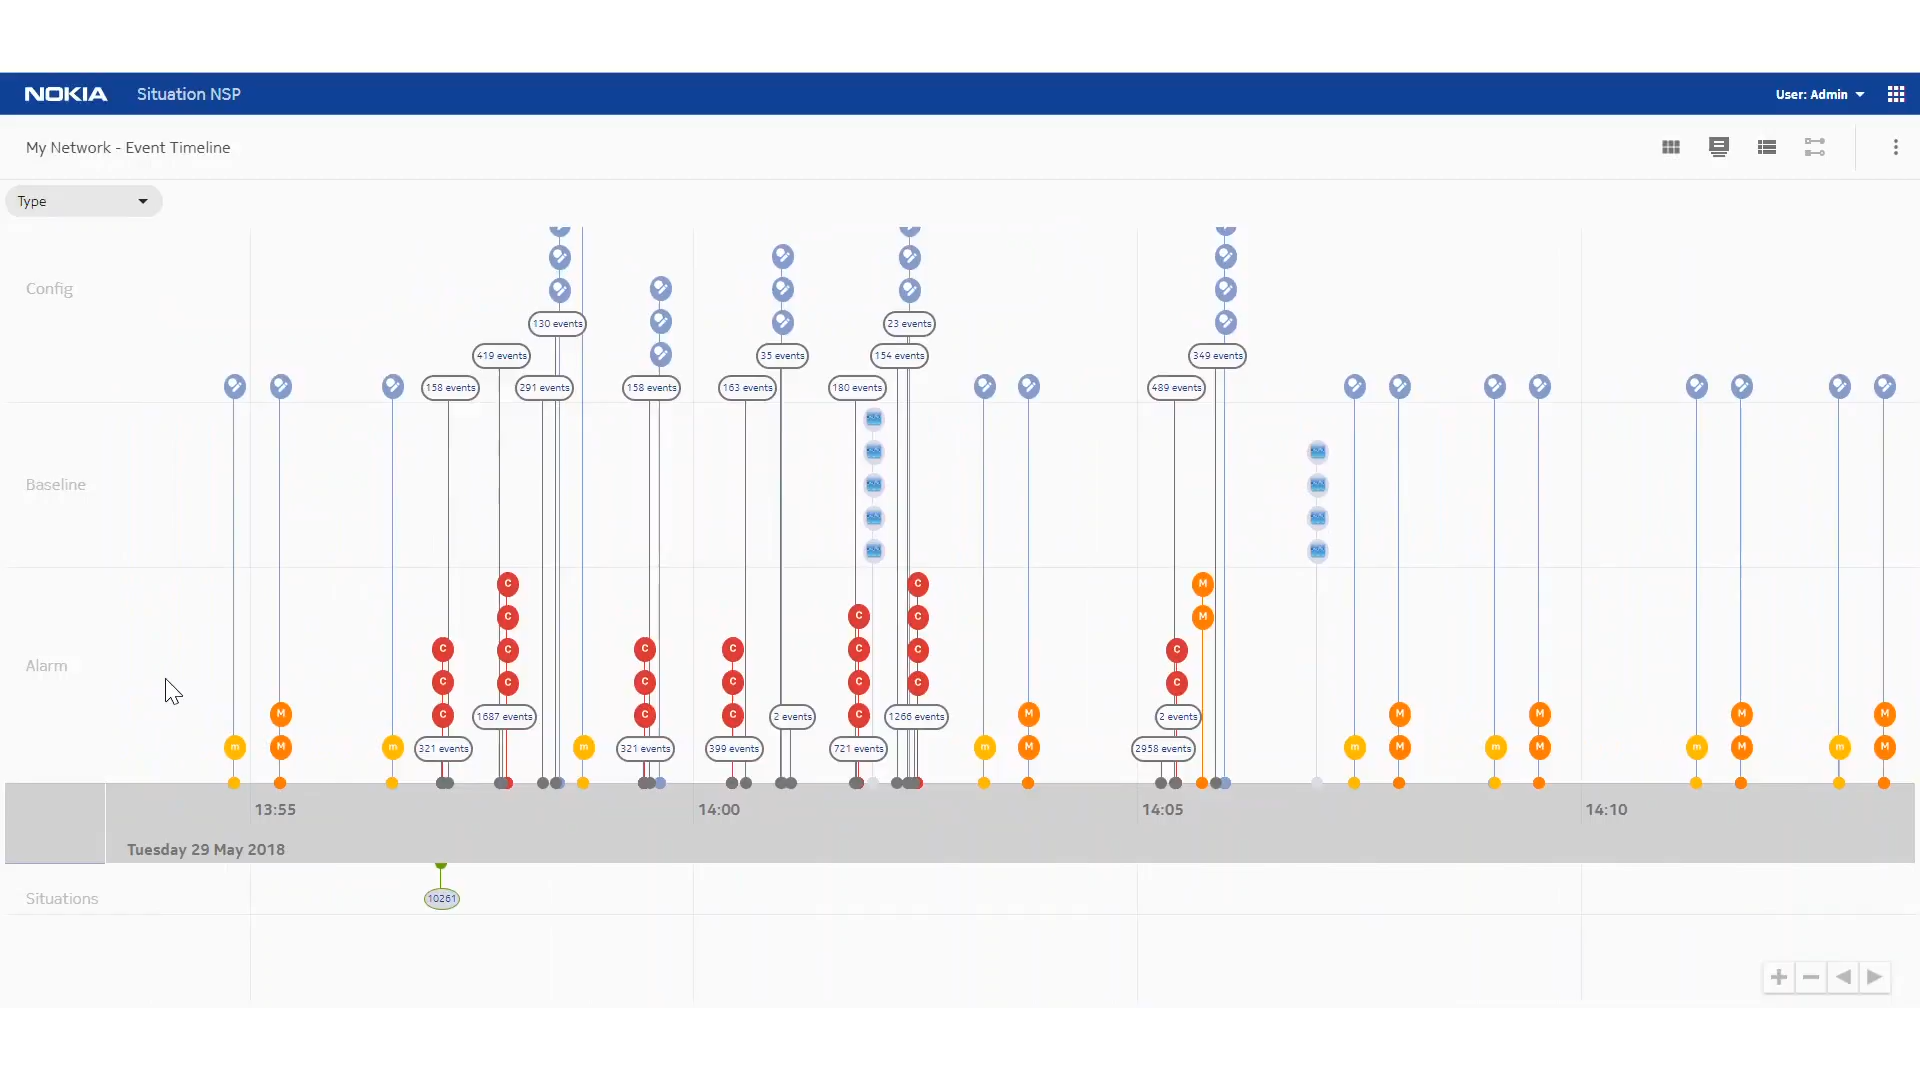 NOKIA Situation NSP User: Admin
My Network - Event Timeline
Type
Config
130 events 23 events
419 events 35 events 154 events 349 events
158 events 291 events 158 events 163 events 180 events 489 events
Baseline
C C M
C C C M
Alarm
C C C C C C C
C C C C C C C
M C C C C M M M M M
1687 events 2 events 1266 events 2 events
m M m m m M m M m M m M m M
321 events 321 events 399 events 721 events 2958 events
13:55 14:00 14:05 14:10
Tuesday 29 May 2018
Situations 10261